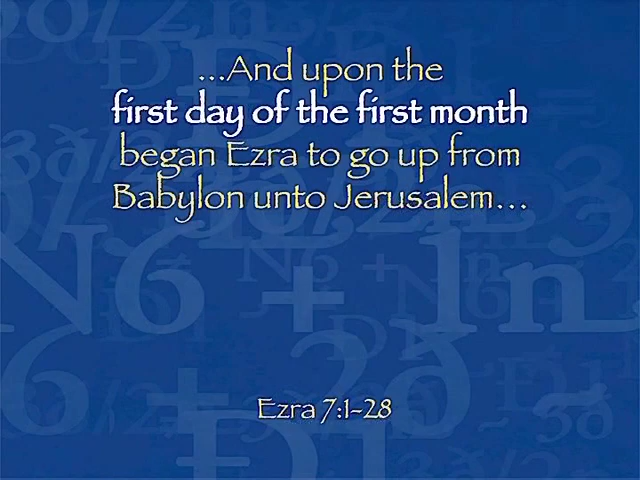 ...And upon the
first day of the first month
began Ezra to go up from
Babylon unto Jerusalem...
Ezra 7:1-28